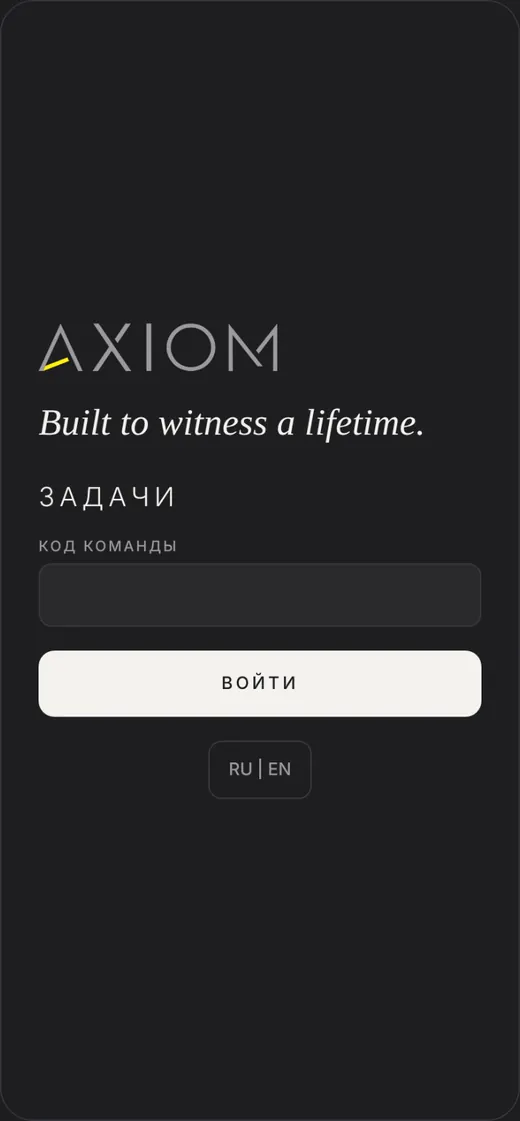 AXIOM
Built to witness a lifetime.
ЗАДАЧИ
КОД КОМАНДЫ
ВОЙТИ
RU | EN